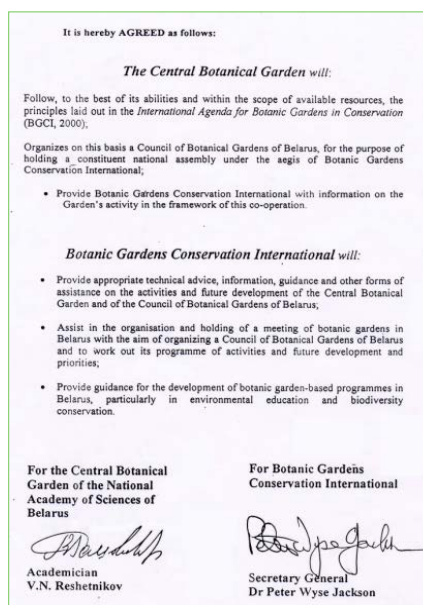 It is hereby AGREED as follows:
The Central Botanical Garden will:
Follow, to the best of its abilities and within the scope of available resources, the
principles laid out in the International Agenda for Botanic Gardens in Conservation
(BGCI, 2000);
Organizes on this basis a Council of Botanical Gardens of Belarus, for the purpose of
holding a constituent national assembly under the aegis of Botanic Gardens
Conservation International;
• Provide Botanic Gardens Conservation International with information on the
Garden's activity in the framework of this co-operation.
Botanic Gardens Conservation International will:
• Provide appropriate technical advice, information, guidance and other forms of
assistance on the activities and future development of the Central Botanical
Garden and of the Council of Botanical Gardens of Belarus;
• Assist in the organisation and holding of a meeting of botanic gardens in
Belarus with the aim of organizing a Council of Botanical Gardens of Belarus
and to work out its programme of activities and future development and
priorities;
• Provide guidance for the development of botanic garden-based programmes in
Belarus, particularly in environmental education and biodiversity
conservation.
For the Central Botanical
Garden of the National
Academy of Sciences of
Belarus
Academician
V.N. Reshetnikov
For Botanic Gardens
Conservation International
Peter Wyse Jackson
Secretary General
Dr Peter Wyse Jackson